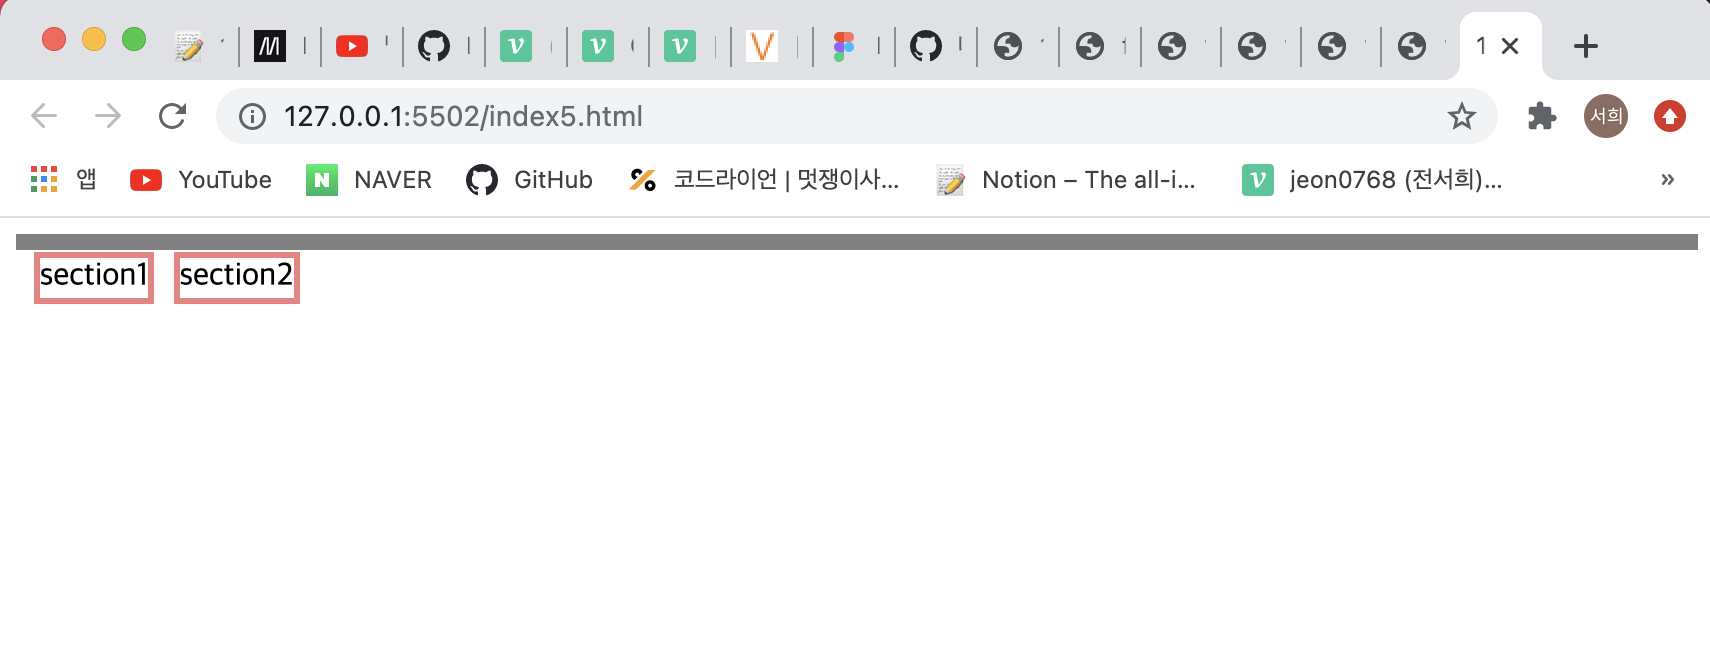 1
127.0.0.1:5502/index5.html
서희
앱 YouTube NAVER GitHub 코드라이언 | 멋쟁이사... Notion – The all-i... jeon0768 (전서희)... »
section1 section2